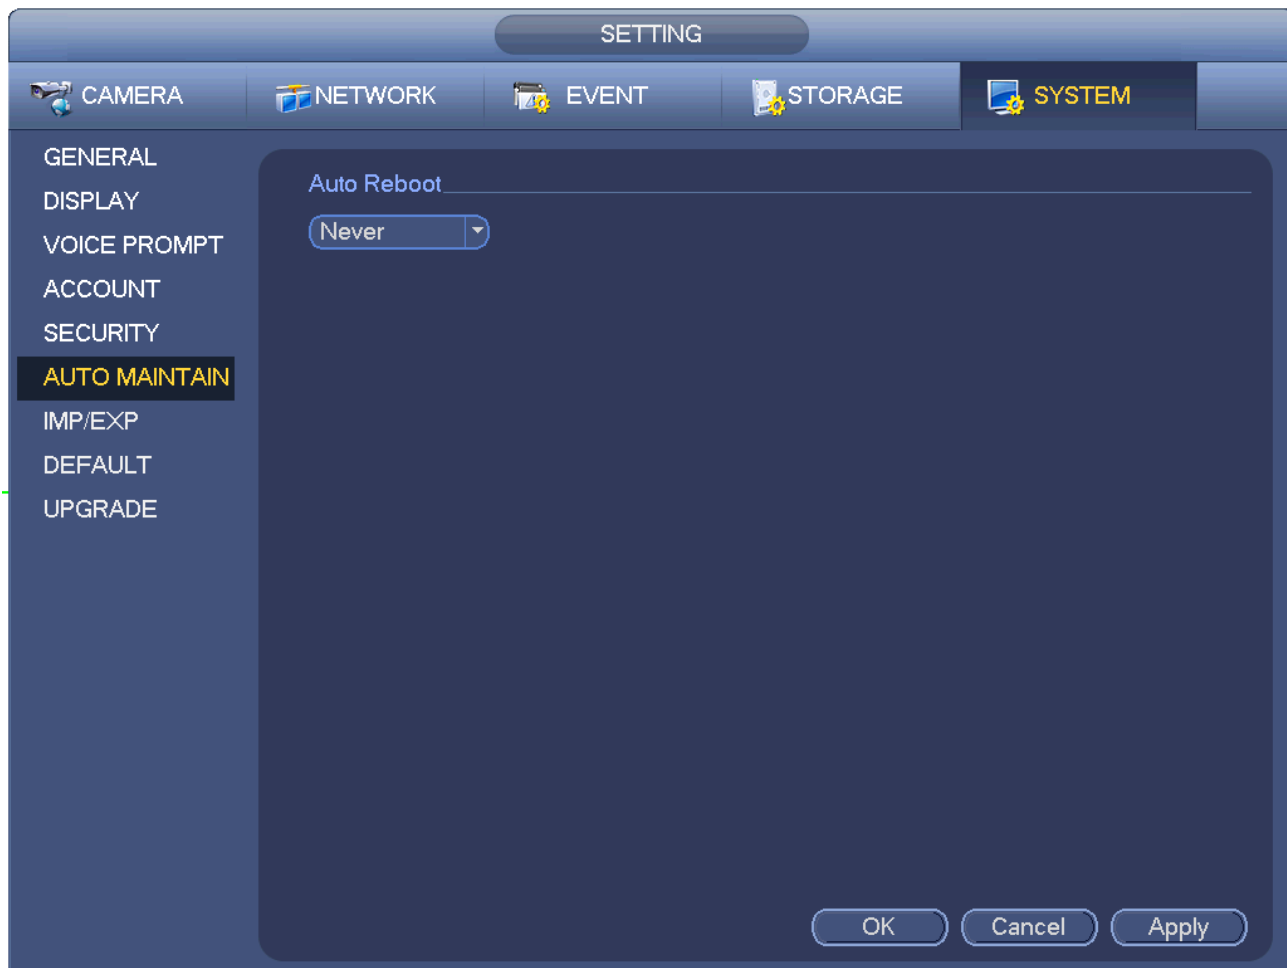 SETTING
CAMERA NETWORK EVENT STORAGE SYSTEM
GENERAL
DISPLAY
VOICE PROMPT
ACCOUNT
SECURITY
AUTO MAINTAIN
IMP/EXP
DEFAULT
UPGRADE
Auto Reboot
Never
OK Cancel Apply